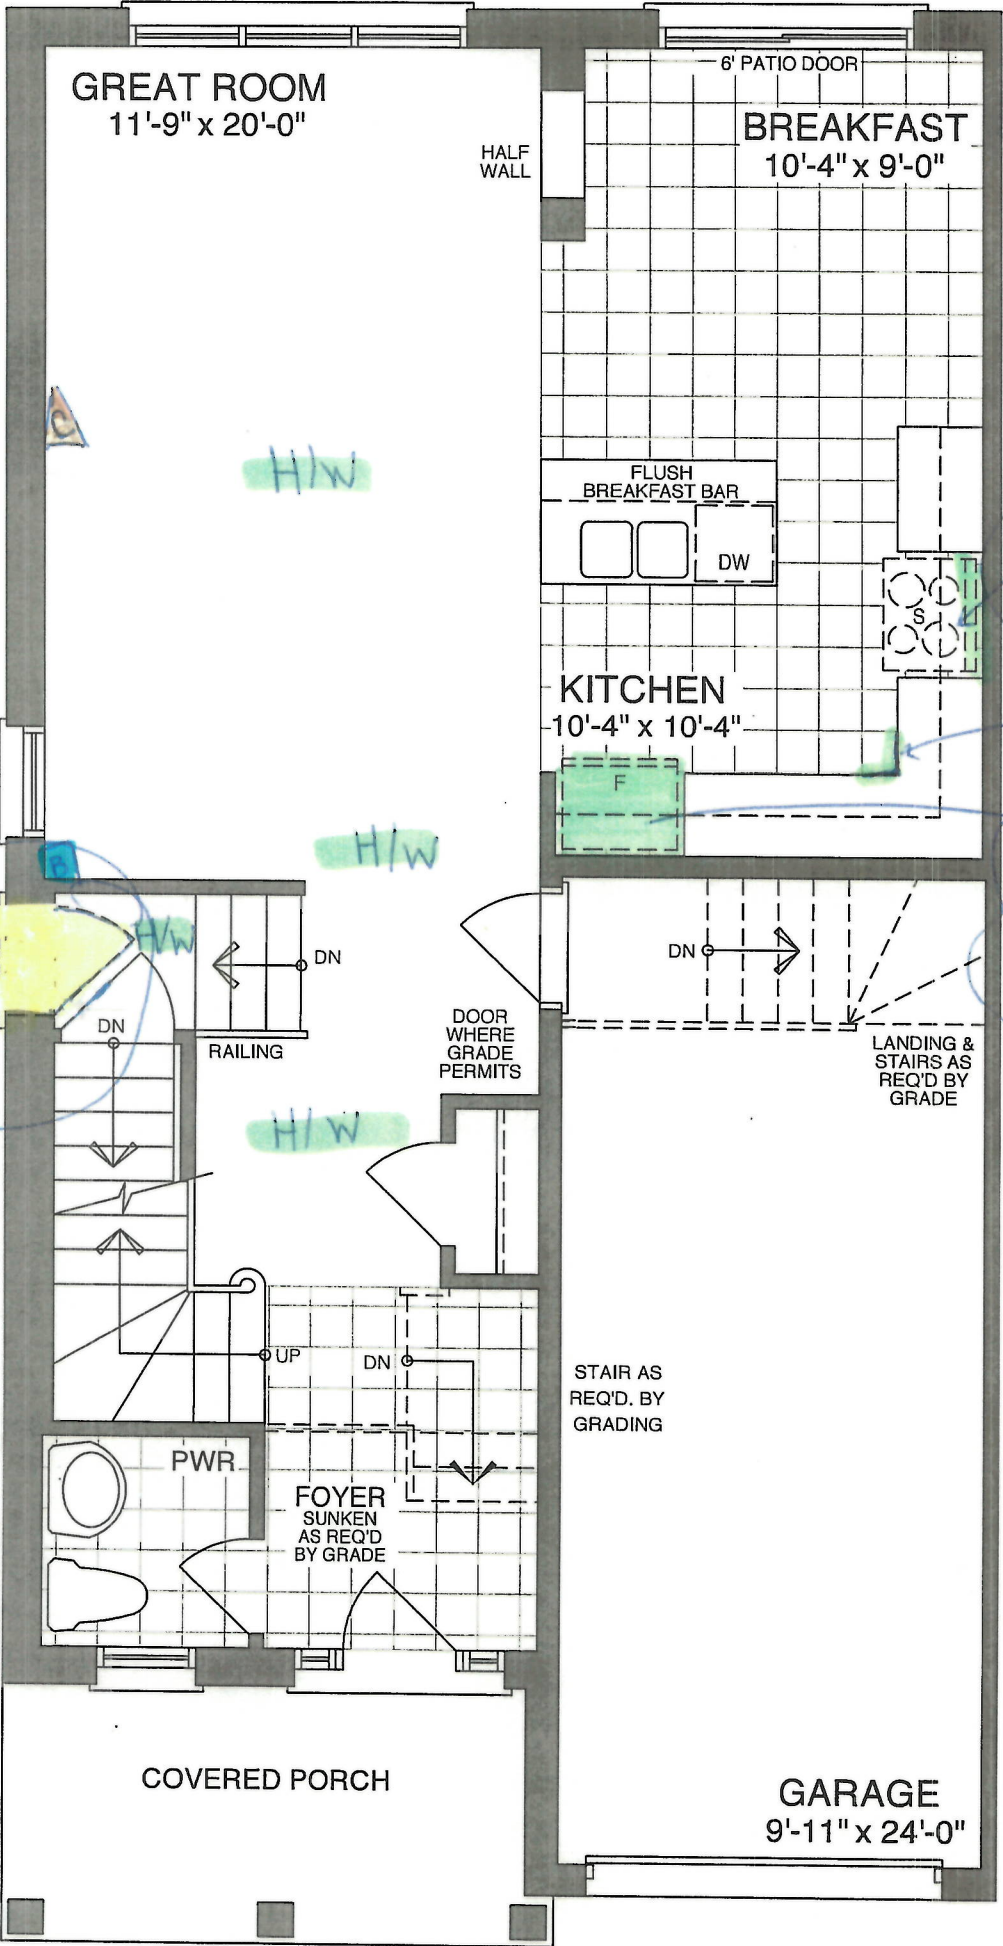 GREAT ROOM
11'-9" x 20'-0"
6' PATIO DOOR
BREAKFAST
10'-4" x 9'-0"
HALF
WALL
C
H/W
FLUSH
BREAKFAST BAR
DW
S
KITCHEN
10'-4" x 10'-4"
F
H/W
B
H/W
DN
DN
DN
RAILING
DOOR
WHERE
GRADE
PERMITS
LANDING &
STAIRS AS
REQ'D BY
GRADE
H/W
UP
DN
STAIR AS
REQ'D. BY
GRADING
PWR
FOYER
SUNKEN
AS REQ'D
BY GRADE
COVERED PORCH
GARAGE
9'-11" x 24'-0"